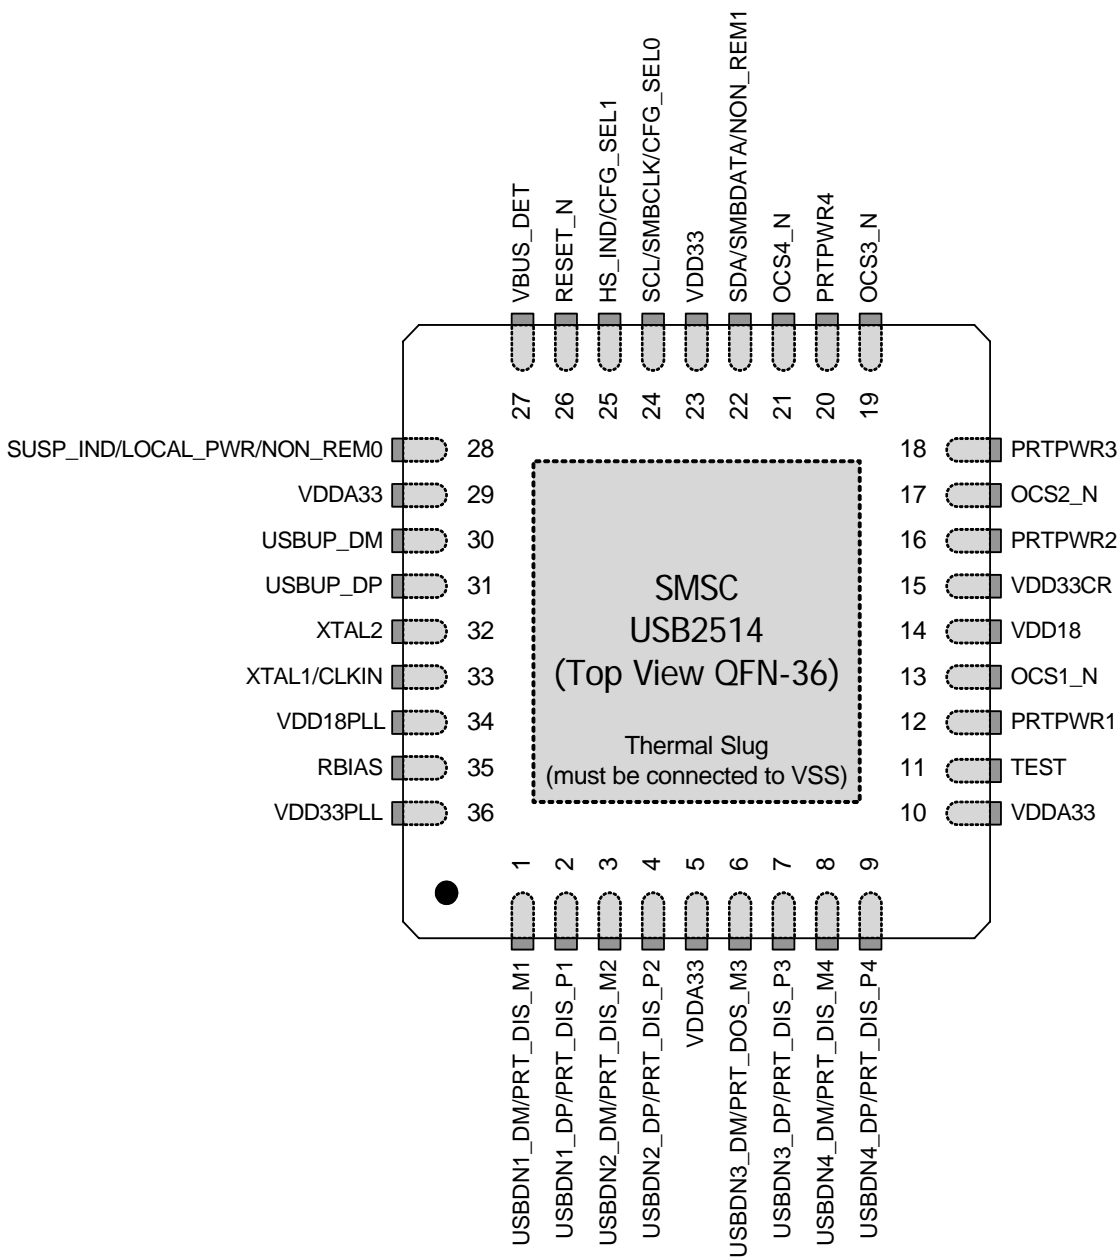 VBUS_DET
RESET_N
HS_IND/CFG_SEL1
SCL/SMBCLK/CFG_SEL0
VDD33
SDA/SMBDATA/NON_REM1
OCS4_N
PRTPWR4
OCS3_N
27
26
25
24
23
22
21
20
19
SUSP_IND/LOCAL_PWR/NON_REM0 28
VDDA33 29
USBUP_DM 30
USBUP_DP 31
XTAL2 32
XTAL1/CLKIN 33
VDD18PLL 34
RBIAS 35
VDD33PLL 36
SMSC
USB2514
(Top View QFN-36)
Thermal Slug
(must be connected to VSS)
18 PRTPWR3
17 OCS2_N
16 PRTPWR2
15 VDD33CR
14 VDD18
13 OCS1_N
12 PRTPWR1
11 TEST
10 VDDA33
1
2
3
4
5
6
7
8
9
USBDN1_DM/PRT_DIS_M1
USBDN1_DP/PRT_DIS_P1
USBDN2_DM/PRT_DIS_M2
USBDN2_DP/PRT_DIS_P2
VDDA33
USBDN3_DM/PRT_DOS_M3
USBDN3_DP/PRT_DIS_P3
USBDN4_DM/PRT_DIS_M4
USBDN4_DP/PRT_DIS_P4